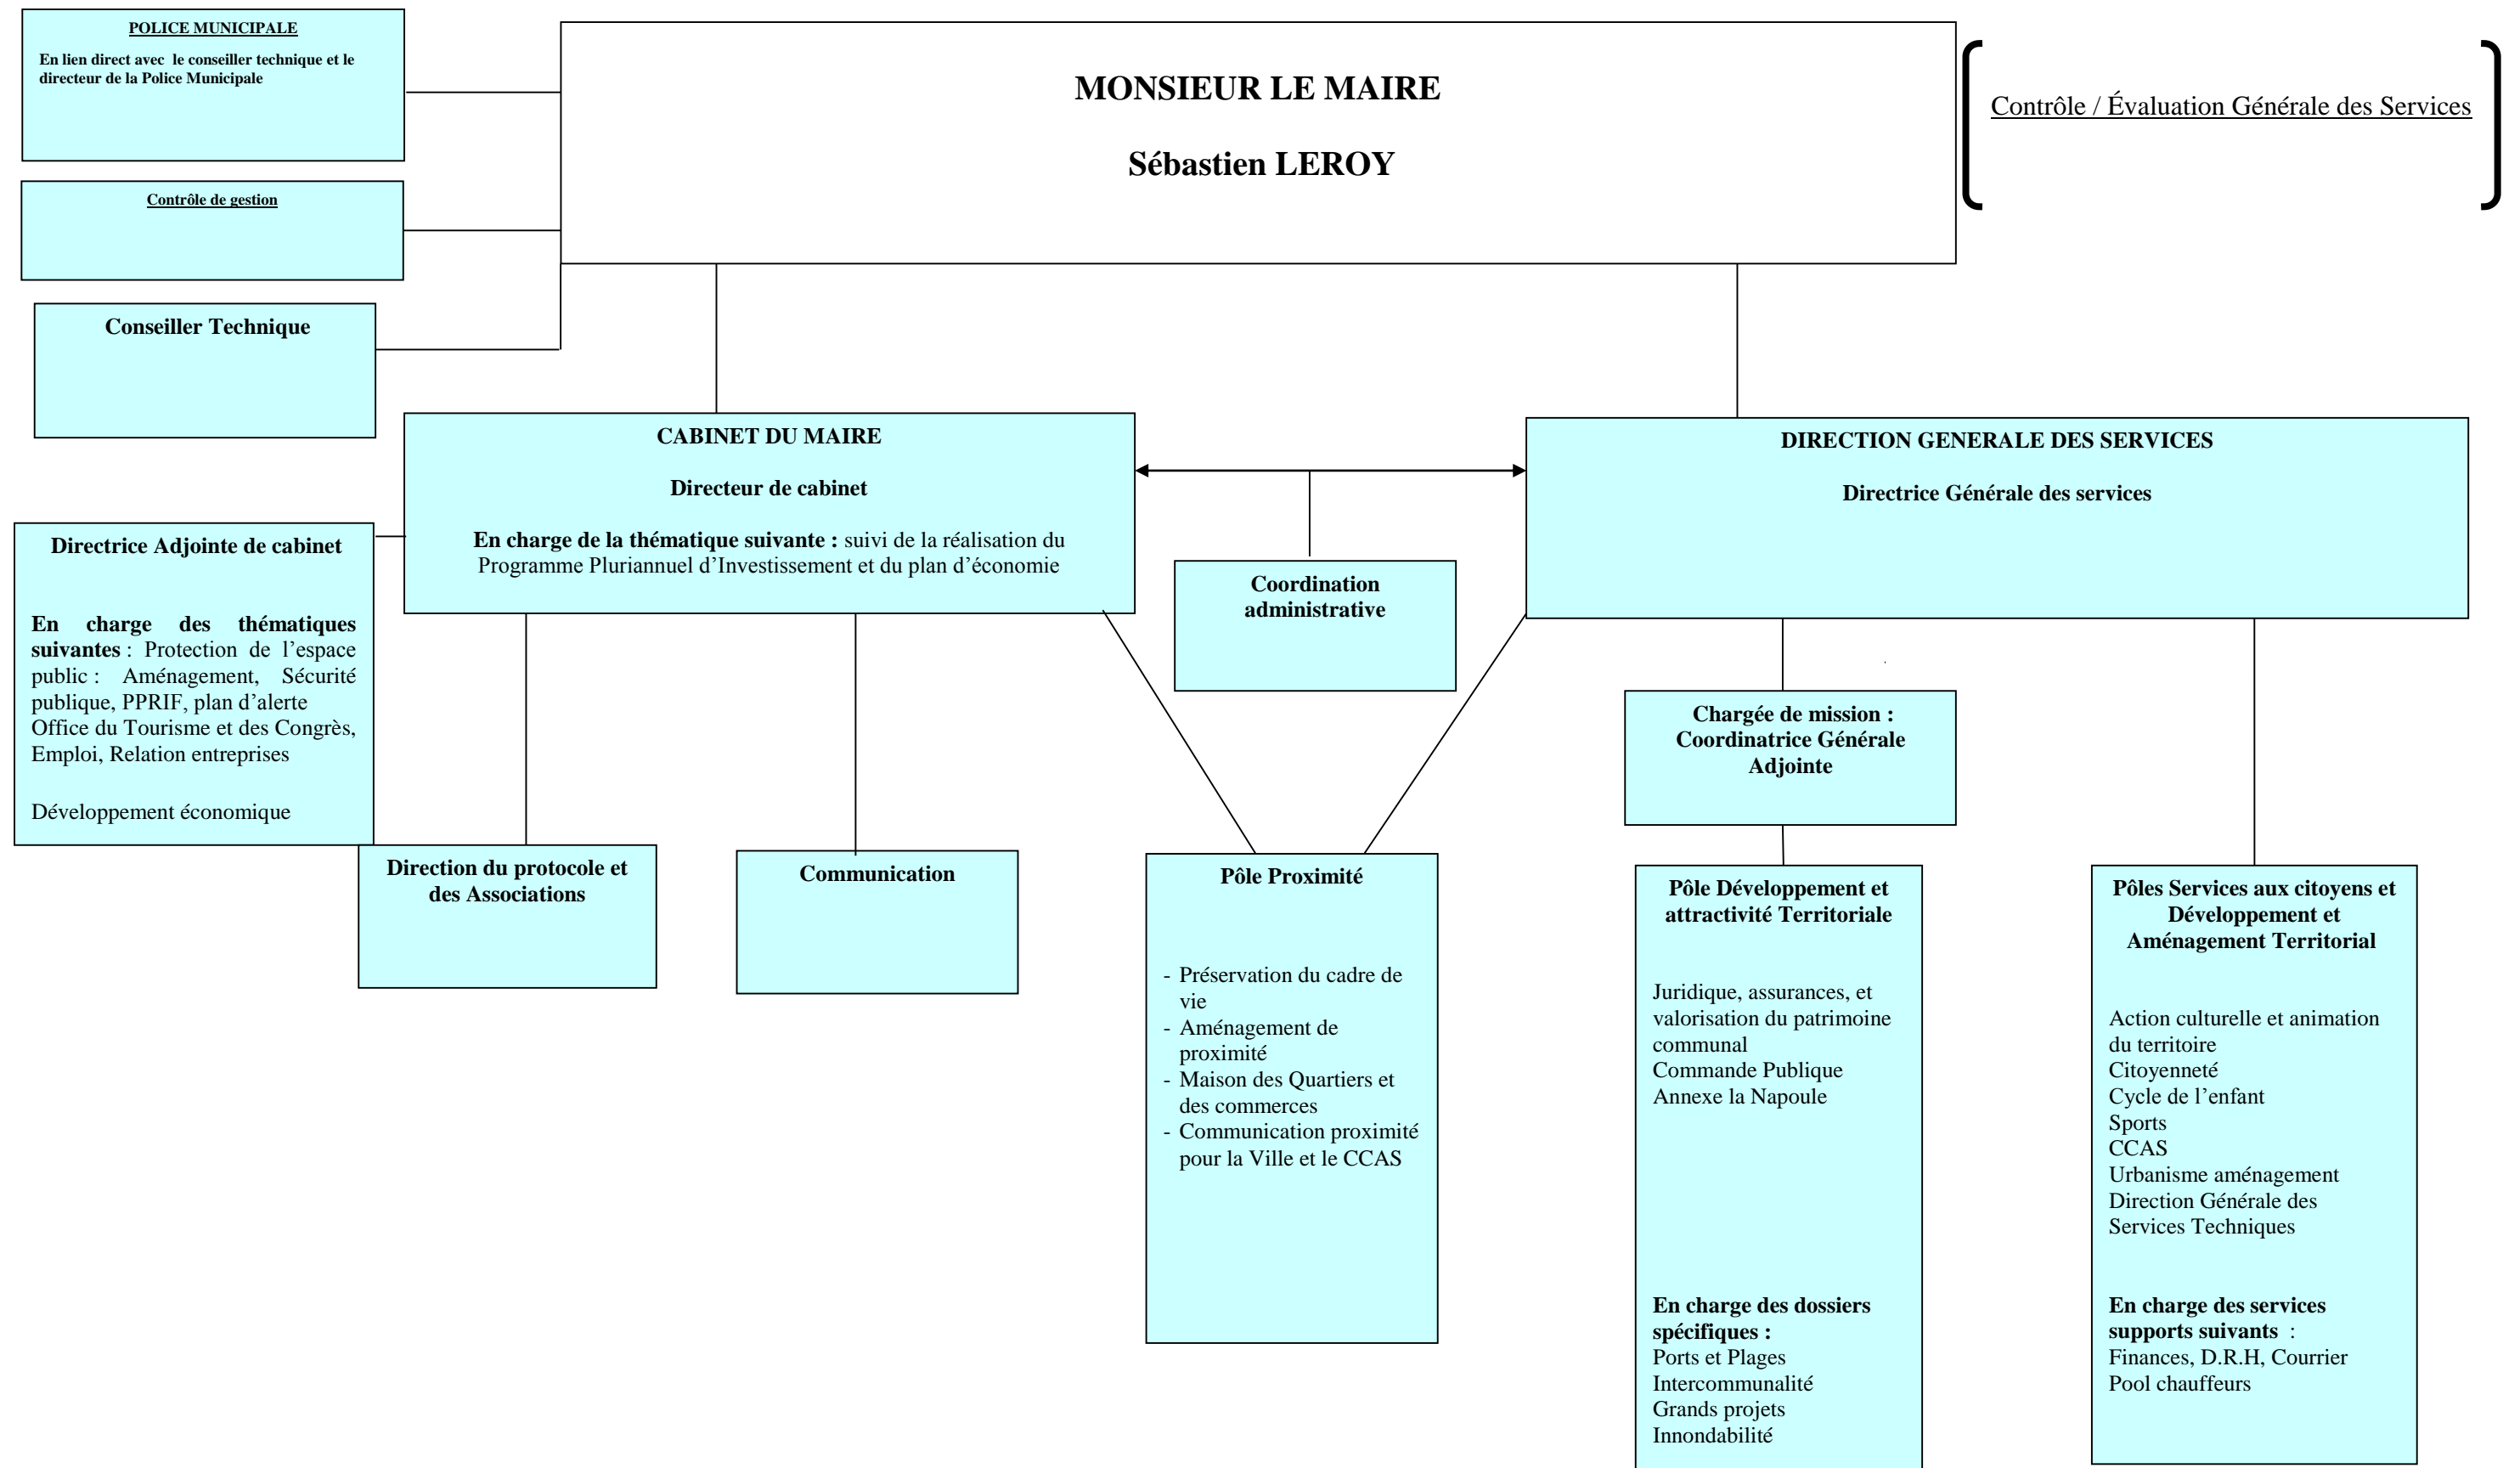 POLICE MUNICIPALE
En lien direct avec  le conseiller technique et le
directeur de la Police Municipale
MONSIEUR LE MAIRE
Sébastien LEROY
Contrôle / Évaluation Générale des Services
Contrôle de gestion
Conseiller Technique
CABINET DU MAIRE
Directeur de cabinet
En charge de la thématique suivante : suivi de la réalisation du
Programme Pluriannuel d’Investissement et du plan d’économie
DIRECTION GENERALE DES SERVICES
Directrice Générale des services
Directrice Adjointe de cabinet
En charge des thématiques
suivantes : Protection de l’espace
public : Aménagement, Sécurité
publique, PPRIF, plan d’alerte
Office du Tourisme et des Congrès,
Emploi, Relation entreprises
Développement économique
Coordination
administrative
Chargée de mission :
Coordinatrice Générale
Adjointe
Direction du protocole et
des Associations
Communication
Pôle Proximité
- Préservation du cadre de
vie
- Aménagement de
proximité
- Maison des Quartiers et
des commerces
- Communication proximité
pour la Ville et le CCAS
Pôle Développement et
attractivité Territoriale
Juridique, assurances, et
valorisation du patrimoine
communal
Commande Publique
Annexe la Napoule
En charge des dossiers
spécifiques :
Ports et Plages
Intercommunalité
Grands projets
Innondabilité
Pôles Services aux citoyens et
Développement et
Aménagement Territorial
Action culturelle et animation
du territoire
Citoyenneté
Cycle de l’enfant
Sports
CCAS
Urbanisme aménagement
Direction Générale des
Services Techniques
En charge des services
supports suivants  :
Finances, D.R.H, Courrier
Pool chauffeurs